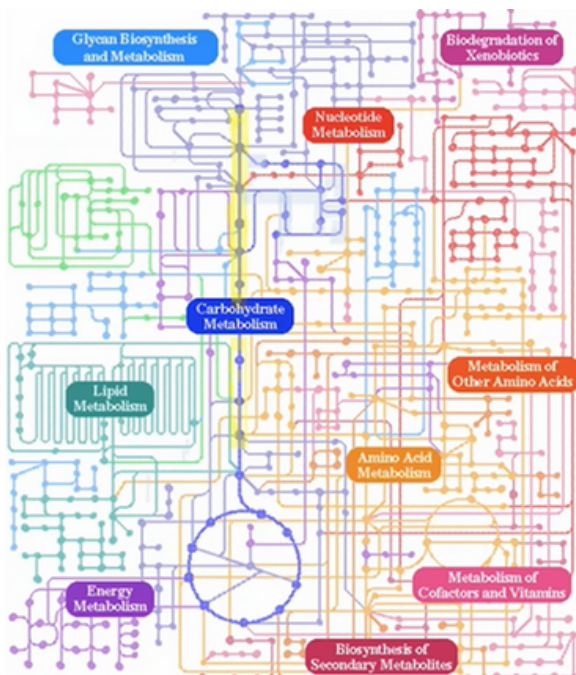 Glycan Biosynthesis
and Metabolism
Biodegradation of
Xenobiotics
Nucleotide
Metabolism
Carbohydrate
Metabolism
Lipid
Metabolism
Metabolism of
Other Amino Acids
Amino Acid
Metabolism
Energy
Metabolism
Metabolism of
Cofactors and Vitamins
Biosynthesis of
Secondary Metabolites